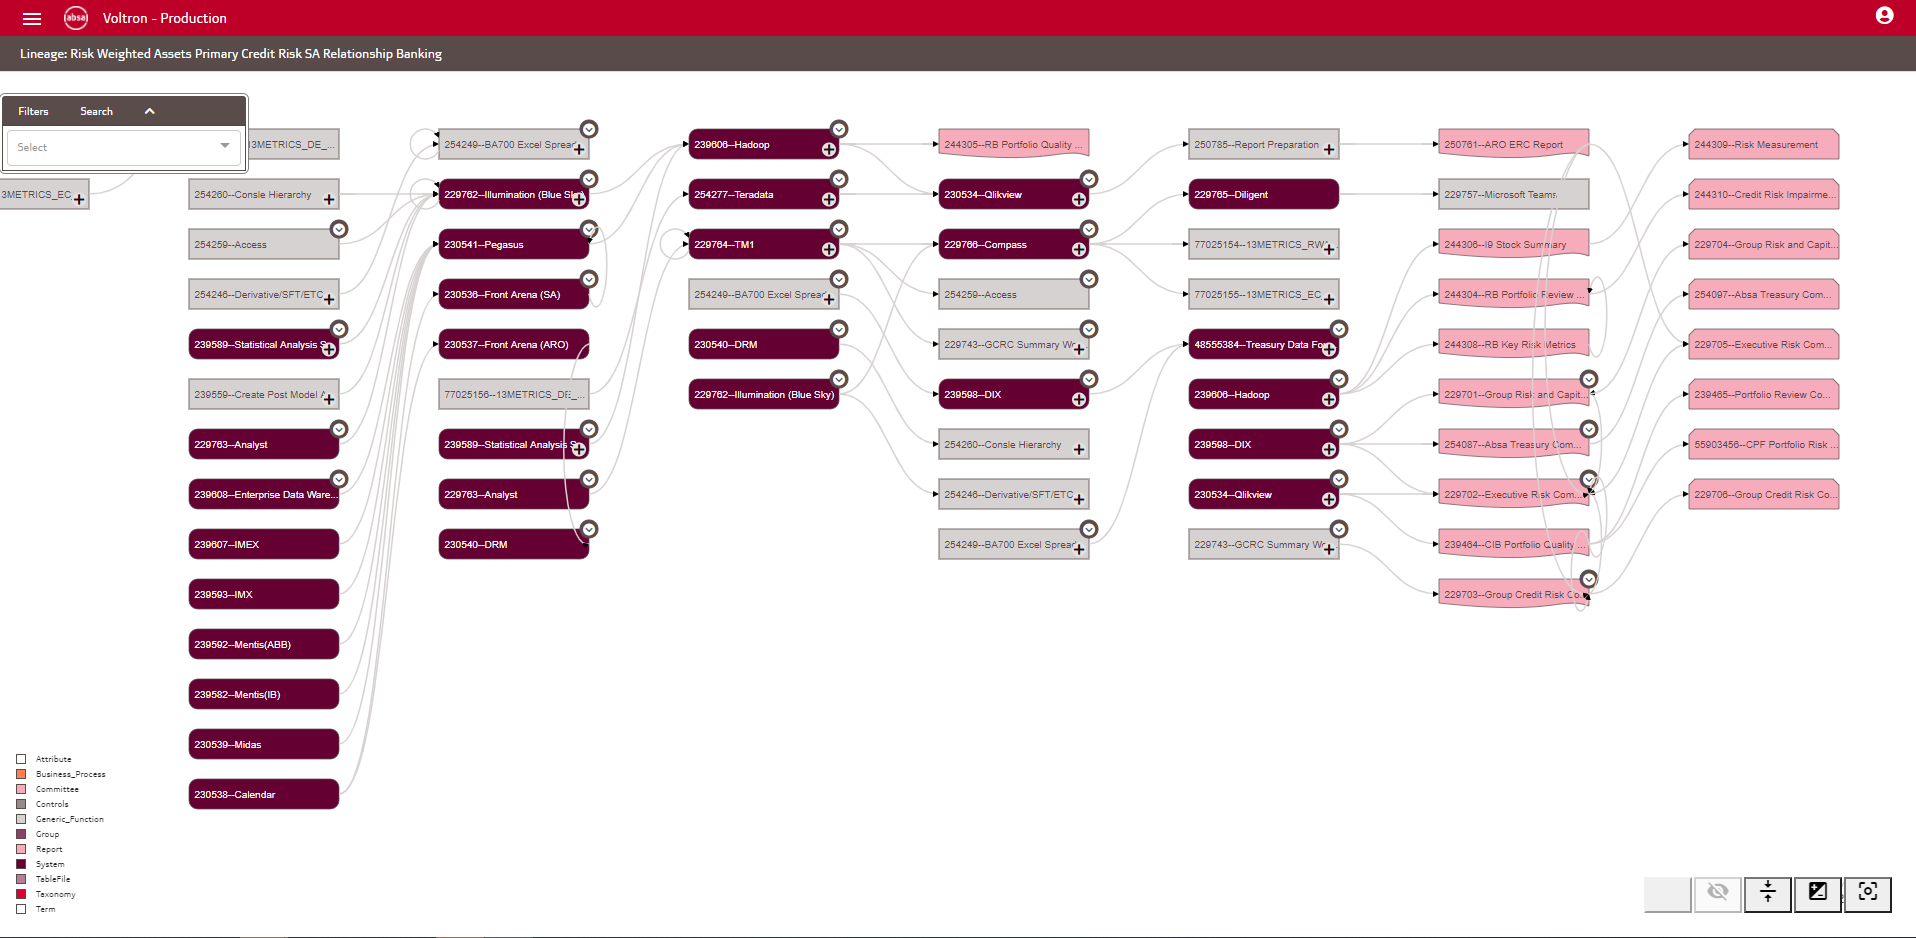 absa
Voltron - Production
Lineage: Risk Weighted Assets Primary Credit Risk SA Relationship Banking
Filters
Search
Select
13METRICS_DE_...
3METRICS_EC
254260--Consle Hierarchy
254259--Access
254246--Derivative/SFT/ETC
239589--Statistical Analysis S
239559--Create Post Model A
229763--Analyst
239608--Enterprise Data Ware...
239607--IMEX
239593--IMX
239592--Mentis(ABB)
239582--Mentis(IB)
230539--Midas
230538--Calendar
254249--BA700 Excel Sprea
229762--Illumination (Blue Sky)
230541--Pegasus
230536--Front Arena (SA)
230537--Front Arena (ARO)
77025156--13METRICS_DE_...
239589--Statistical Analysis S
229763--Analyst
230540--DRM
239606--Hadoop
254277--Teradata
229764--TM1
254249--BA700 Excel Sprea
230540--DRM
229762--Illumination (Blue Sky)
244305--RB Portfolio Quality ...
230534--Qlikview
229766--Compass
254259--Access
229743--GCRC Summary Wo
239598--DIX
254260--Consle Hierarchy
254246--Derivative/SFT/ETC
254249--BA700 Excel Sprea
250785--Report Preparation
229765--Diligent
77025154--13METRICS_RW
77025155--13METRICS_EC
48555384--Treasury Data Fo
239606--Hadoop
239598--DIX
230534--Qlikview
229743--GCRC Summary Wo
250761--ARO ERC Report
229757--Microsoft Teams
244306--I9 Stock Summary
244304--RB Portfolio Review ...
244308--RB Key Risk Metrics
229701--Group Risk and Capit...
254087--Absa Treasury Com...
229702--Executive Risk Com...
239464--CIB Portfolio Quality ...
229703--Group Credit Risk Co...
244309--Risk Measurement
244310--Credit Risk Impairme...
229704--Group Risk and Capit...
254097--Absa Treasury Com...
229705--Executive Risk Com...
239465--Portfolio Review Co...
55903456--CPF Portfolio Risk ...
229706--Group Credit Risk Co...
Attribute
Business_Process
Committee
Controls
Generic_Function
Group
Report
System
TableFile
Taxonomy
Term